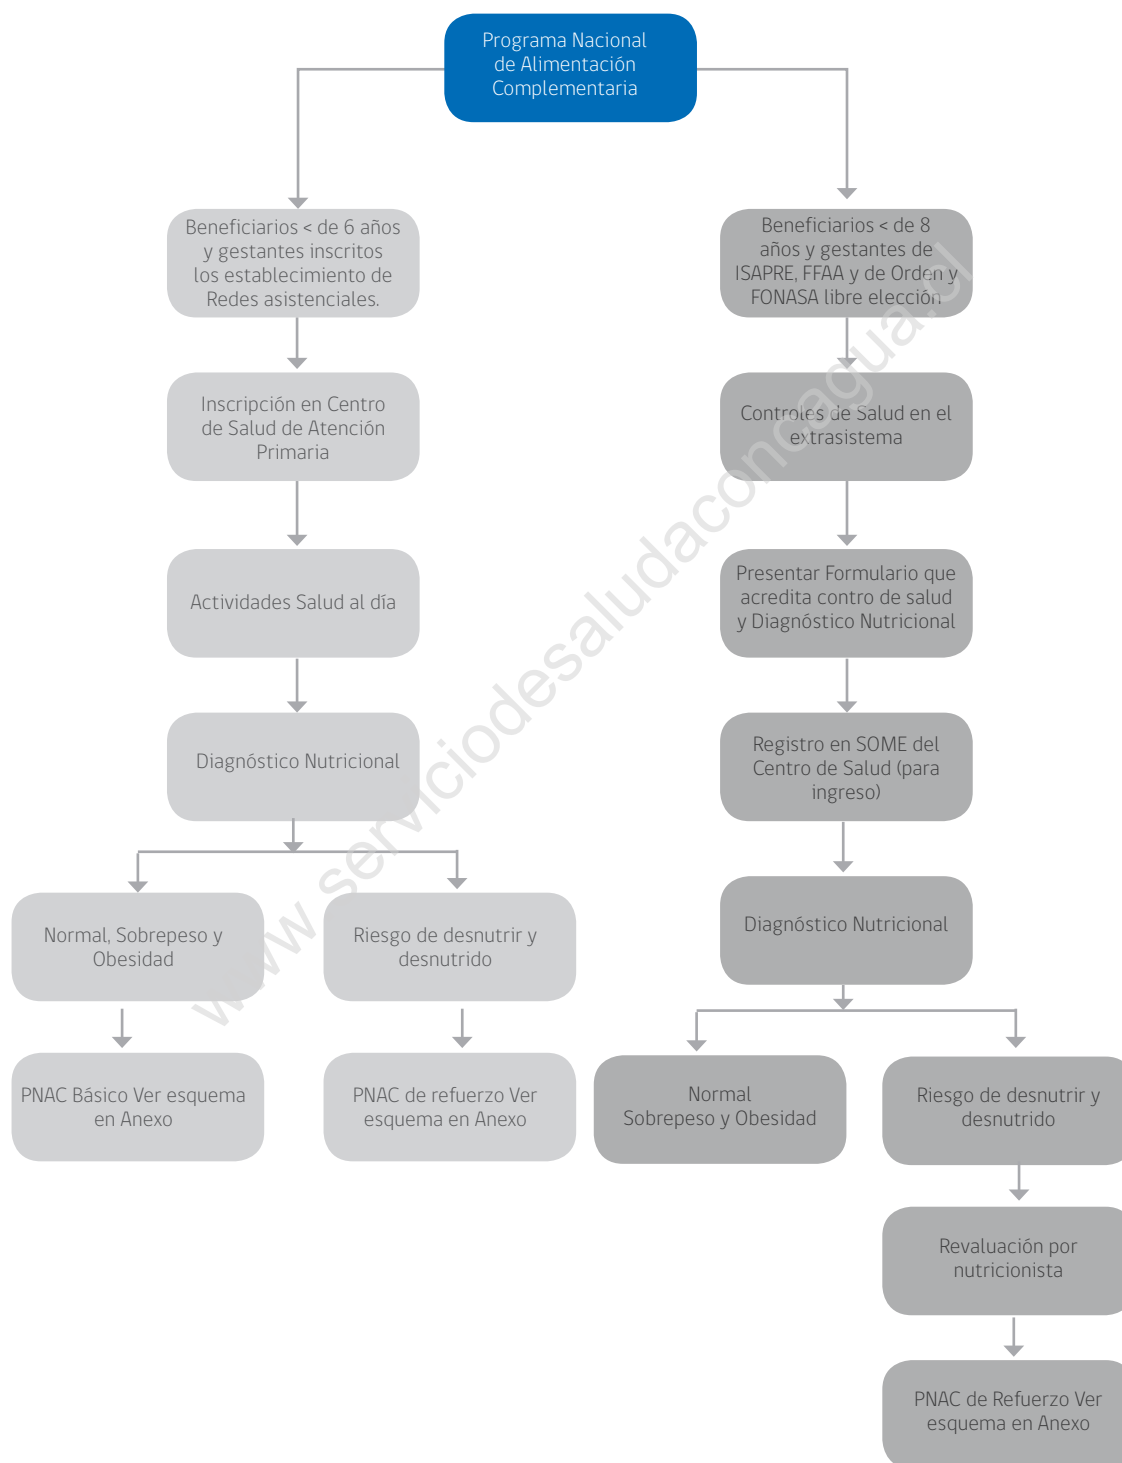 Programa Nacional
de Alimentación
Complementaria
Beneficiarios < de 6 años
y gestantes inscritos
los establecimiento de
Redes asistenciales.
Inscripción en Centro
de Salud de Atención
Primaria
Actividades Salud al día
Diagnóstico Nutricional
Normal, Sobrepeso y
Obesidad
PNAC Básico Ver esquema
en Anexo
Riesgo de desnutrir y
desnutrido
PNAC de refuerzo Ver
esquema en Anexo
Beneficiarios < de 8
años y gestantes de
ISAPRE, FFAA y de Orden y
FONASA libre elección
Controles de Salud en el
extrasistema
Presentar Formulario que
acredita contro de salud
y Diagnóstico Nutricional
Registro en SOME del
Centro de Salud (para
ingreso)
Diagnóstico Nutricional
Normal
Sobrepeso y Obesidad
Riesgo de desnutrir y
desnutrido
Revaluación por
nutricionista
PNAC de Refuerzo Ver
esquema en Anexo
www.serviciodesaludaconcagua.cl